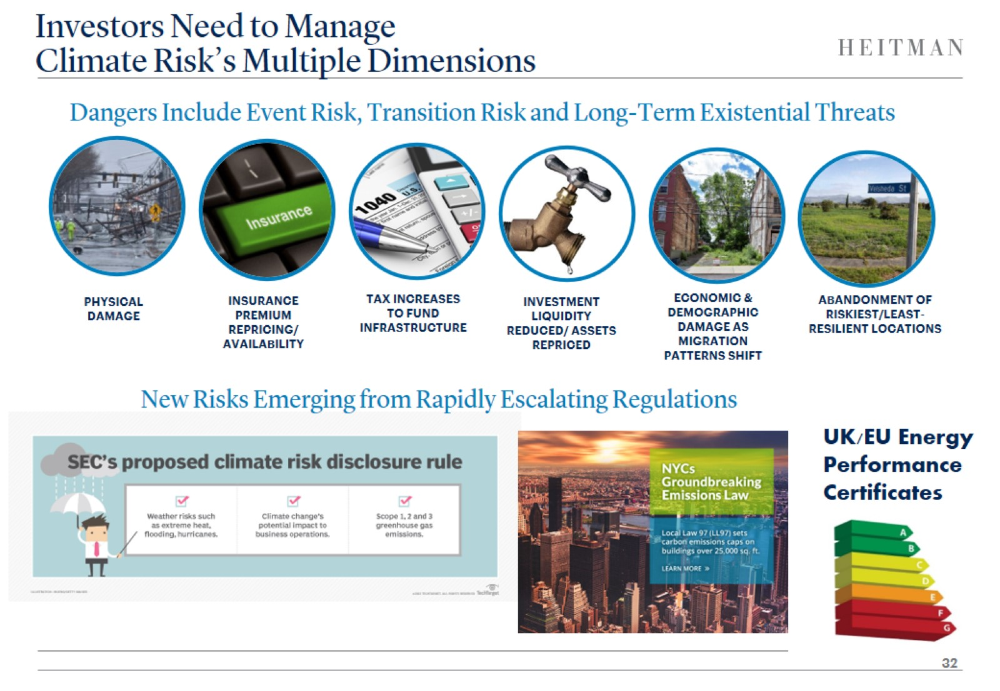 Investors Need to Manage
Climate Risk's Multiple Dimensions
HEITMAN
Dangers Include Event Risk, Transition Risk and Long-Term Existential Threats
Insurance
1040
U.S.
Velsheda St
PHYSICAL
DAMAGE
INSURANCE
PREMIUM
REPRICING/
AVAILABILITY
TAX INCREASES
TO FUND
INFRASTRUCTURE
INVESTMENT
LIQUIDITY
REDUCED/ ASSETS
REPRICED
ECONOMIC &
DEMOGRAPHIC
DAMAGE AS
MIGRATION
PATTERNS SHIFT
ABANDONMENT OF
RISKIEST/LEAST-
RESILIENT LOCATIONS
New Risks Emerging from Rapidly Escalating Regulations
SEC's proposed climate risk disclosure rule
Weather risks such
as extreme heat,
flooding, hurricanes.
Climate change's
potential impact to
business operations.
Scope 1, 2 and 3
greenhouse gas
emissions.
TechTarget
NYCs
Groundbreaking
Emissions Law
Local Law 97 (LL97) sets
carbon emissions caps on
buildings over 25,000 sq. ft.
LEARN MORE »
UK/EU Energy
Performance
Certificates
A
B
C
D
E
F
G
32